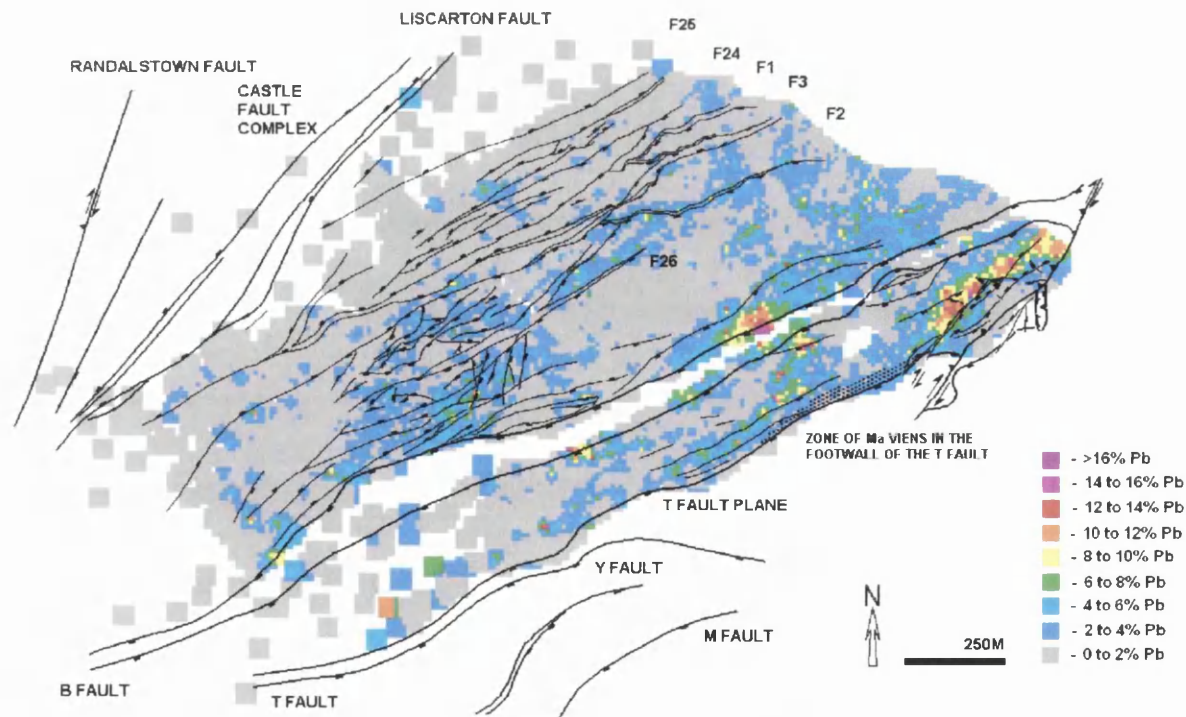 LISCARTON FAULT
F25
F24
F1
F3
F2
RANDALSTOWN FAULT
CASTLE
FAULT
COMPLEX
F26
ZONE OF Ma VIENS IN THE
FOOTWALL OF THE T FAULT
T FAULT PLANE
Y FAULT
M FAULT
B FAULT
T FAULT
N
250M
- >16% Pb
- 14 to 16% Pb
- 12 to 14% Pb
- 10 to 12% Pb
- 8 to 10% Pb
- 6 to 8% Pb
- 4 to 6% Pb
- 2 to 4% Pb
- 0 to 2% Pb